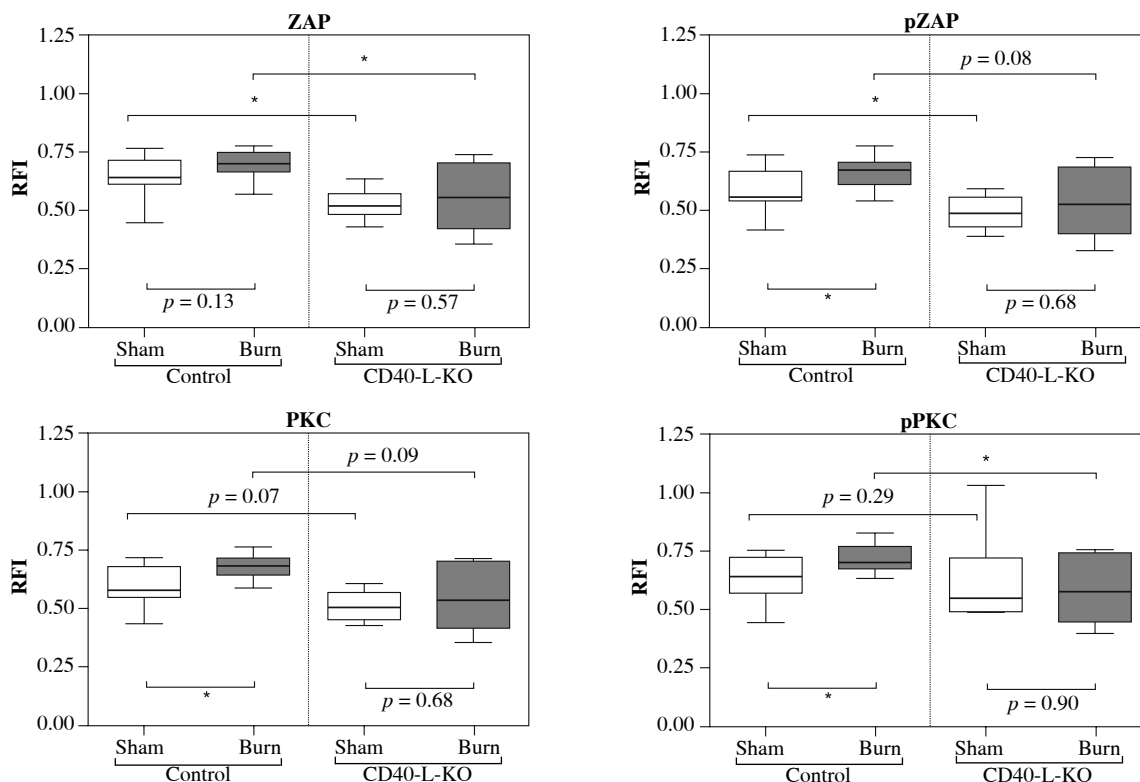 ZAP
1.25
1.00
0.75
0.50
0.25
0.00
RFI
*
*
p = 0.13
p = 0.57
Sham Burn Sham Burn
Control CD40-L-KO
pZAP
1.25
1.00
0.75
0.50
0.25
0.00
RFI
p = 0.08
*
*
p = 0.68
Sham Burn Sham Burn
Control CD40-L-KO
PKC
1.25
1.00
0.75
0.50
0.25
0.00
RFI
p = 0.09
p = 0.07
*
p = 0.68
Sham Burn Sham Burn
Control CD40-L-KO
pPKC
1.25
1.00
0.75
0.50
0.25
0.00
RFI
*
p = 0.29
*
p = 0.90
Sham Burn Sham Burn
Control CD40-L-KO